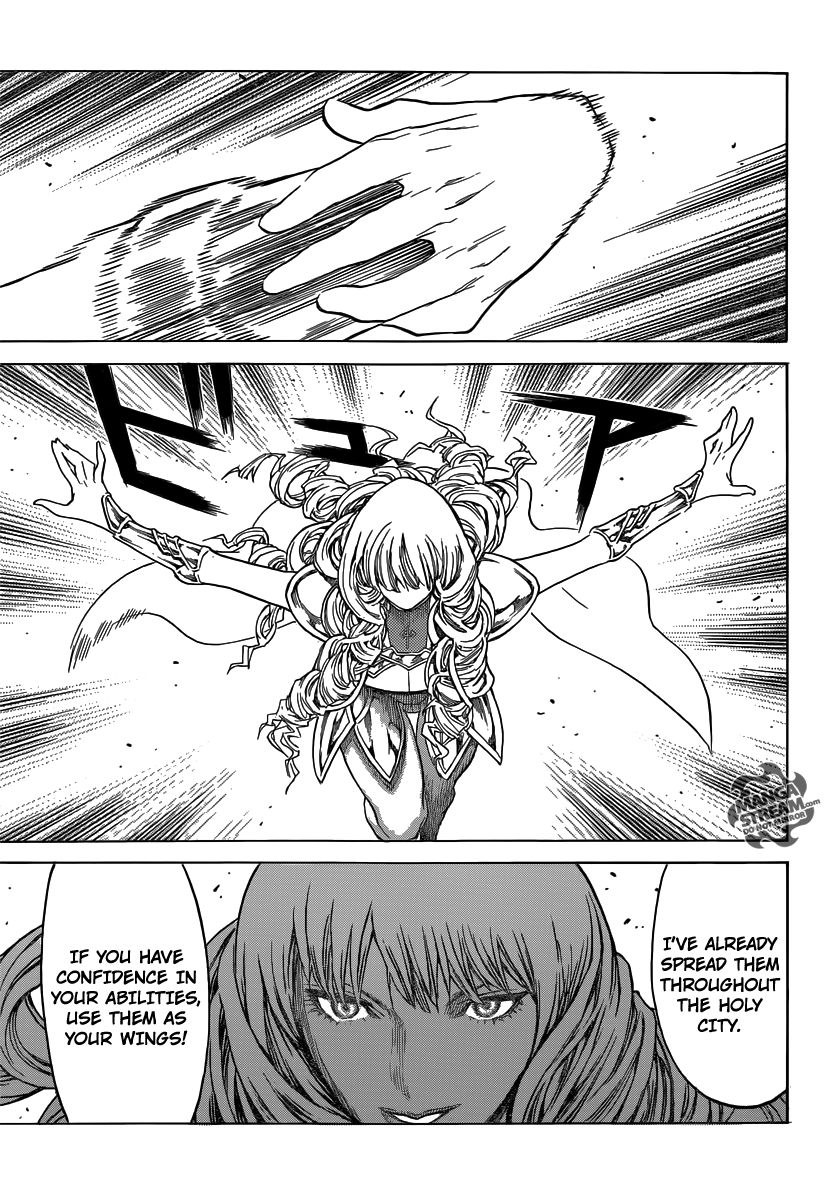 ビュア
MANGA
STREAM.com
DO NOT MIRROR
I'VE ALREADY
SPREAD THEM
THROUGHOUT
THE HOLY
CITY.
IF YOU HAVE
CONFIDENCE IN
YOUR ABILITIES,
USE THEM AS
YOUR WINGS!